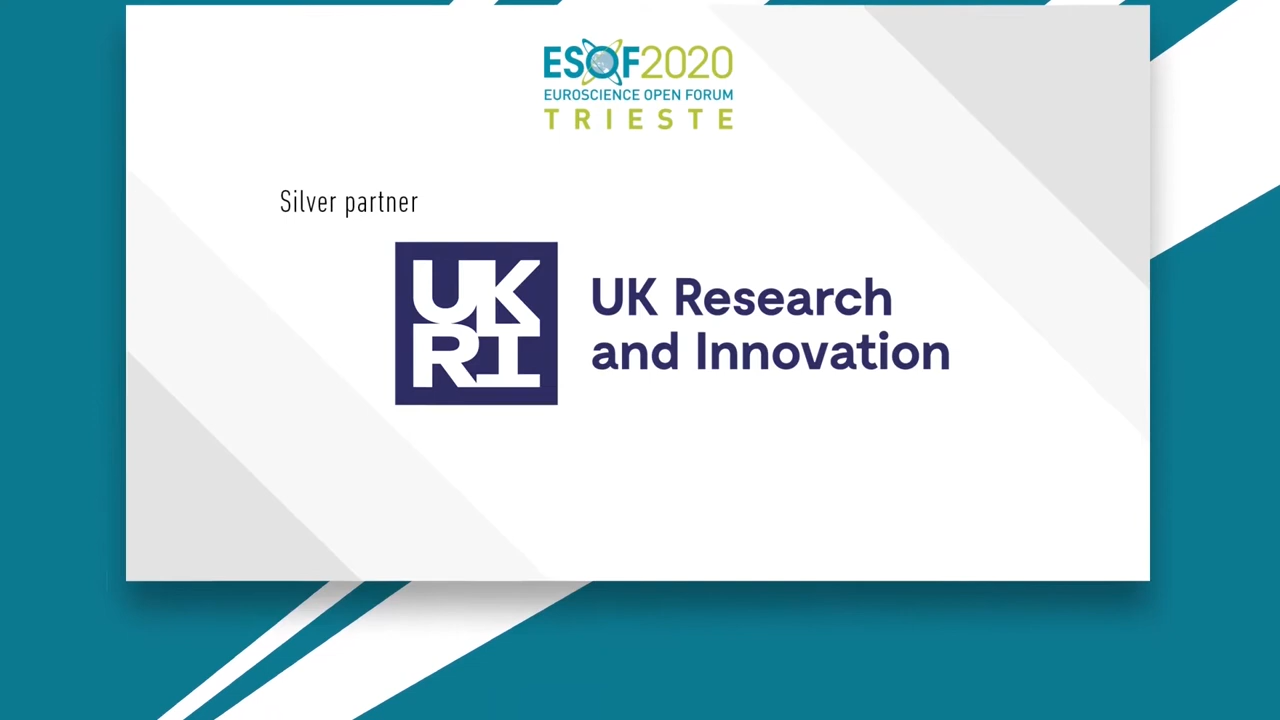 ESOF2020
EUROSCIENCE OPEN FORUM
TRIESTE
Silver partner
UK
RI
UK Research
and Innovation